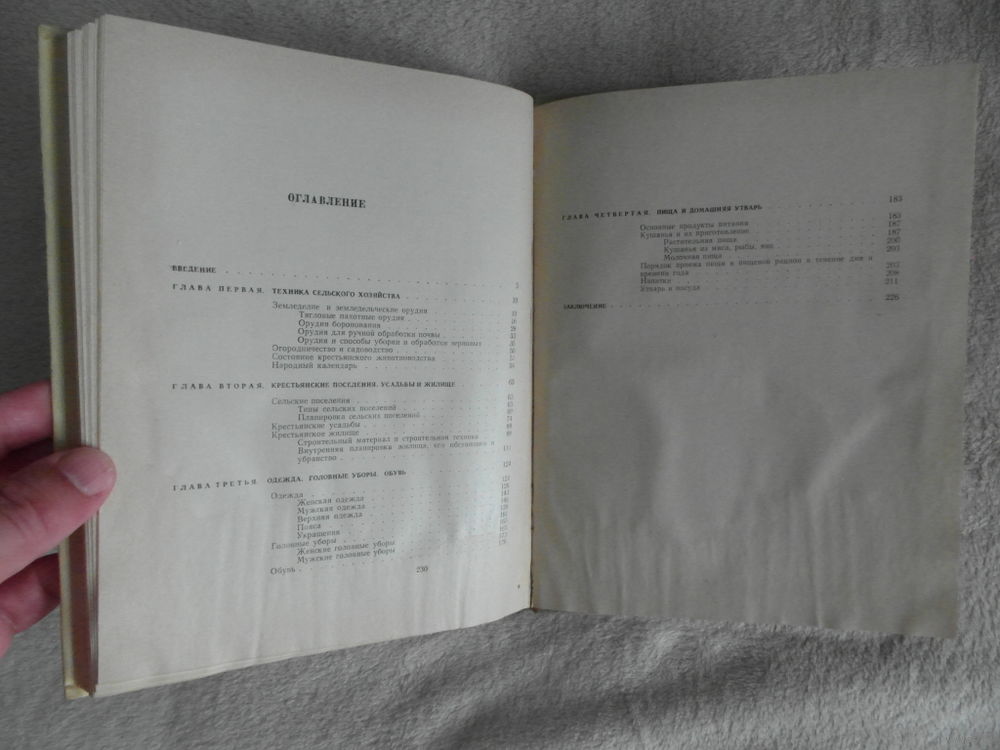 ОГЛАВЛЕНИЕ
ВВЕДЕНИЕ . . . 3
ГЛАВА ПЕРВАЯ. ТЕХНИКА СЕЛЬСКОГО ХОЗЯЙСТВА
Земледелие и земледельческие орудия
Тягловые пахотные орудия
Орудия боронования
Орудия для ручной обработки почвы
Орудия и способы уборки и обработки зерновых
Огородничество и садоводство
Состояние крестьянского животноводства
Народный календарь
ГЛАВА ВТОРАЯ. КРЕСТЬЯНСКИЕ ПОСЕЛЕНИЯ, УСАДЬБЫ И ЖИЛИЩЕ
Сельские поселения
Типы сельских поселений
Планировка сельских поселений
Крестьянские усадьбы
Крестьянское жилище
Строительный материал и строительная техника
Внутренняя планировка жилища, его обстановка и
убранство
ГЛАВА ТРЕТЬЯ. ОДЕЖДА. ГОЛОВНЫЕ УБОРЫ. ОБУВЬ
Одежда
Женская одежда
Мужская одежда
Верхняя одежда
Пояса
Украшения
Головные уборы
Женские головные уборы
Мужские головные уборы
Обувь
230
ГЛАВА ЧЕТВЕРТАЯ. ПИЩА И ДОМАШНЯЯ УТВАРЬ . . . 183
Основные продукты питания . . . 183
Кушанья и их приготовление . . . 187
Растительная пища . . . 187
Кушанья из мяса, рыбы, яиц . . . 200
Молочная пища
Порядок приема пищи и пищевой рацион в течение дня и
времени года
Напитки . . . 208
Утварь и посуда . . . 211
ЗАКЛЮЧЕНИЕ . . . 226